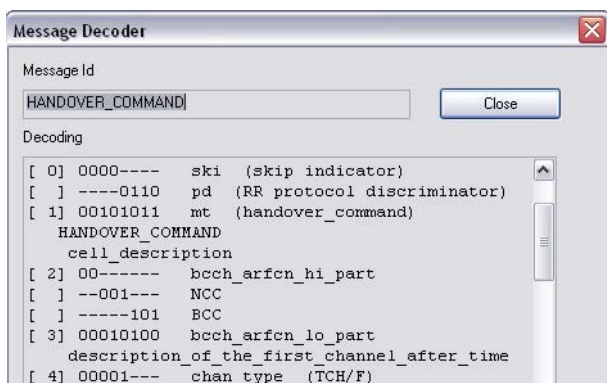 Message Decoder
Message Id
HANDOVER_COMMAND
Close
Decoding
[ 0] 0000---- ski (skip indicator)
[ ] ----0110 pd (RR protocol discriminator)
[ 1] 00101011 mt (handover_command)
HANDOVER_COMMAND
cell_description
[ 2] 00------ bcch_arfcn_hi_part
[ ] --001--- NCC
[ ] -----101 BCC
[ 3] 00010100 bcch_arfcn_lo_part
description_of_the_first_channel_after_time
[ 4] 00001--- chan_type (TCH/F)